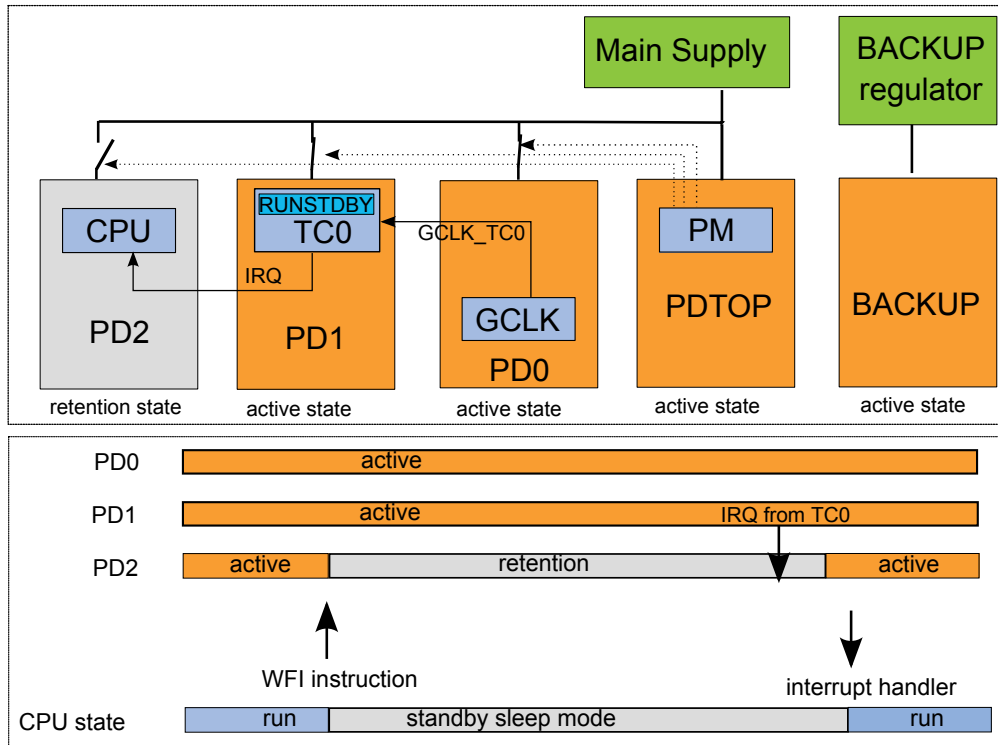 Main Supply
BACKUP
regulator
RUNSTDBY
CPU
TC0
GCLK_TC0
PM
IRQ
GCLK
PDTOP
BACKUP
PD2
PD1
PD0
retention state
active state
active state
active state
active state
PD0
active
PD1
active
IRQ from TC0
PD2
active
retention
active
WFI instruction
interrupt handler
CPU state
run
standby sleep mode
run